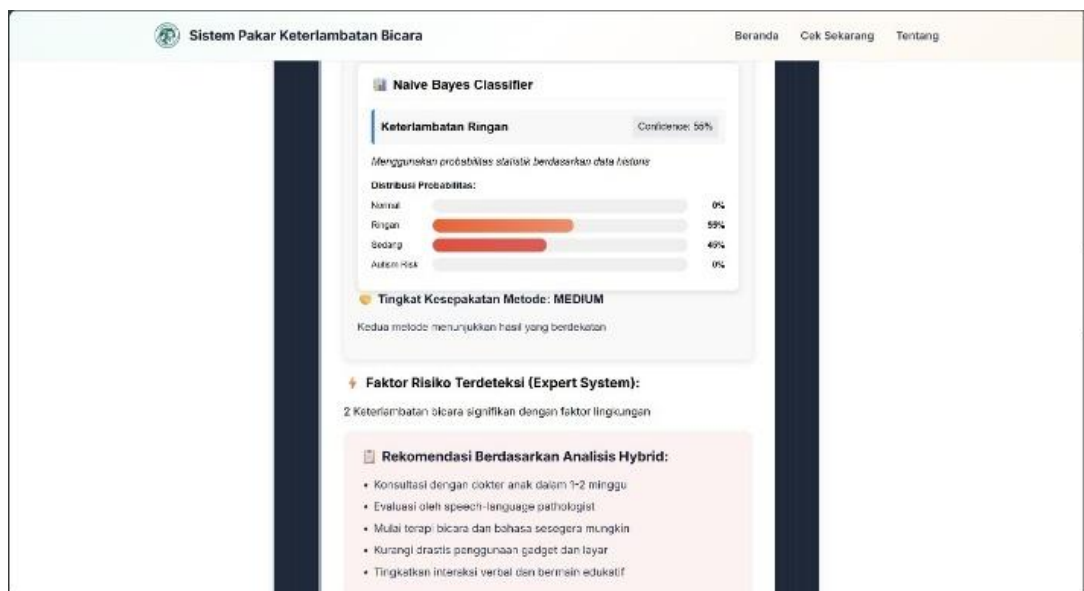 Sistem Pakar Keterlambatan Bicara Beranda Cek Sekarang Tentang
Naive Bayes Classifier
Keterlambatan Ringan Confidence: 55%
Menggunakan probabilitas statistik berdasarkan data historis
Distribusi Probabilitas:
Normal 0%
Ringan 55%
Sedang 45%
Autism Risk 0%
Tingkat Kesepakatan Metode: MEDIUM
Kedua metode menunjukkan hasil yang berdekatan
Faktor Risiko Terdeteksi (Expert System):
2 Keterlambatan bicara signifikan dengan faktor lingkungan
Rekomendasi Berdasarkan Analisis Hybrid:
• Konsultasi dengan dokter anak dalam 1-2 minggu
• Evaluasi oleh speech-language pathologist
• Mulai terapi bicara dan bahasa sesegera mungkin
• Kurangi drastis penggunaan gadget dan layar
• Tingkatkan interaksi verbal dan bermain edukatif